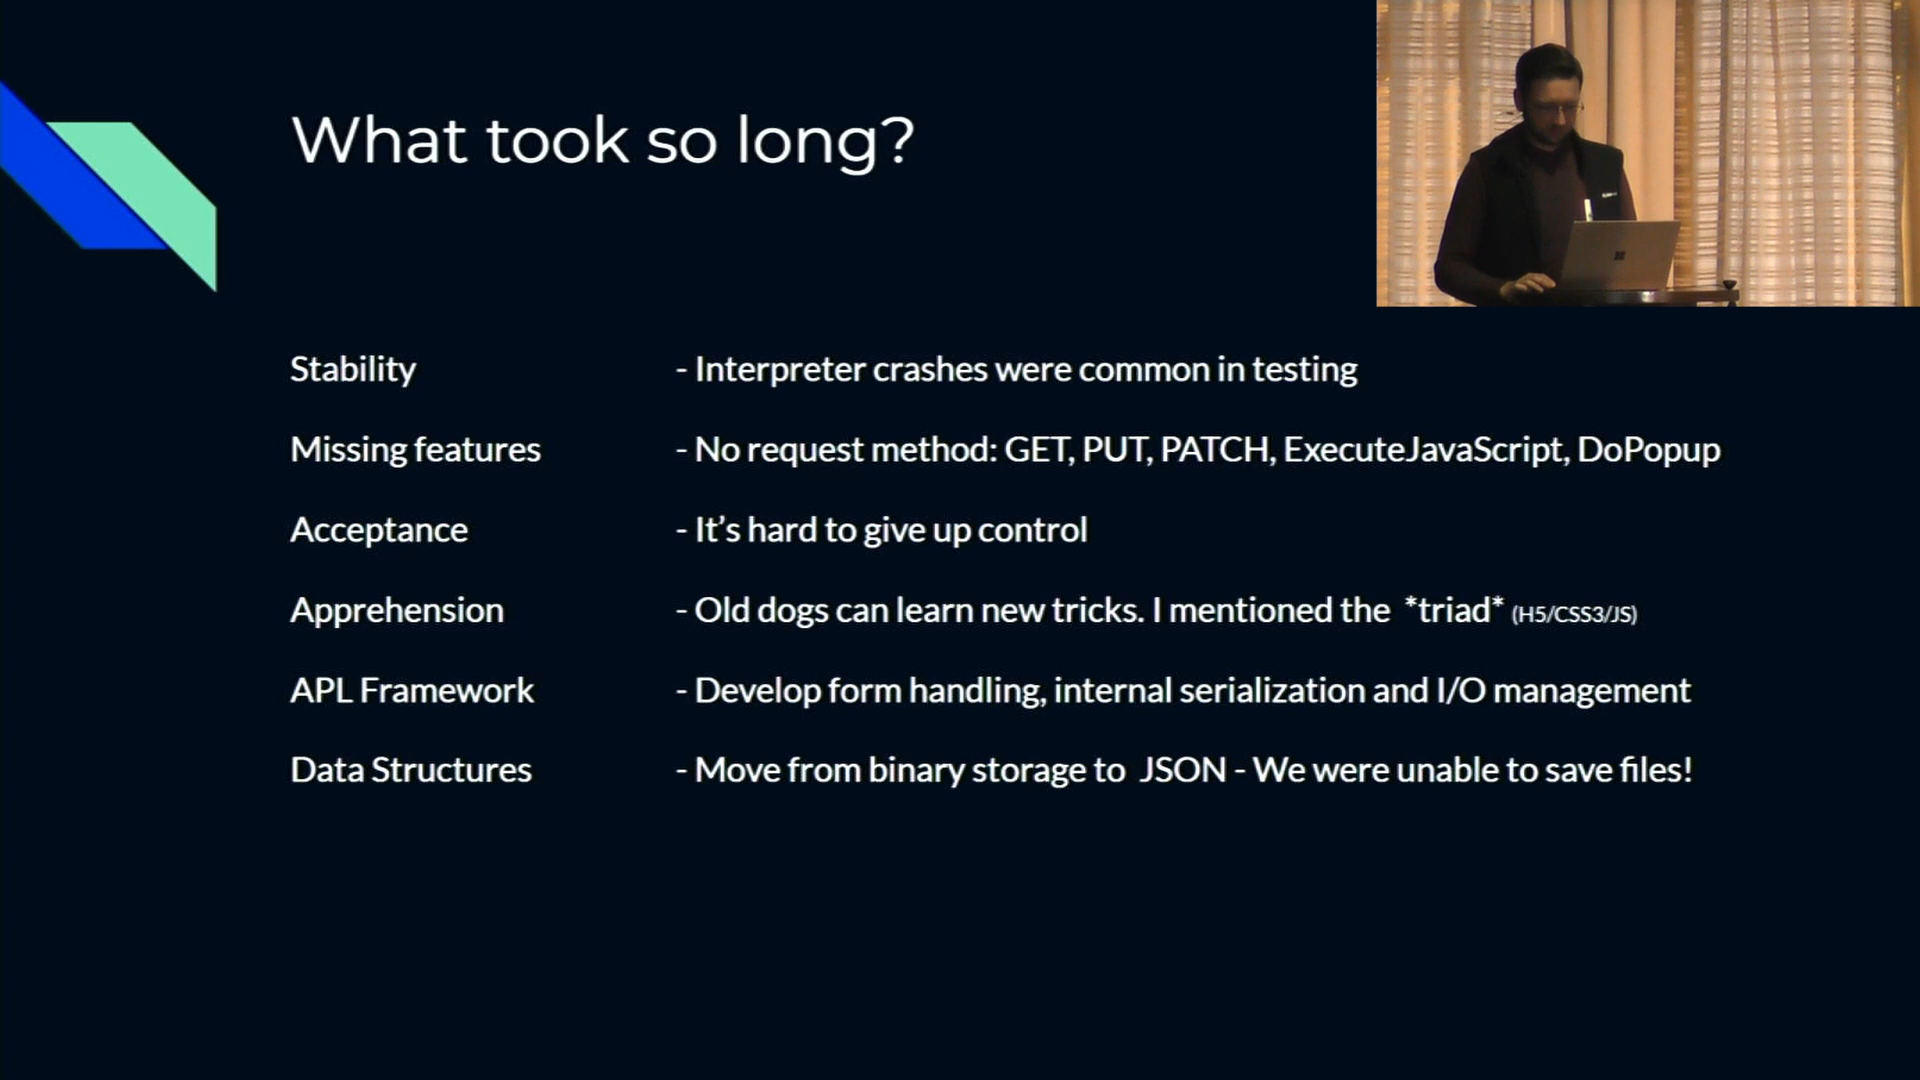 What took so long?
Stability - Interpreter crashes were common in testing
Missing features - No request method: GET, PUT, PATCH, ExecuteJavaScript, DoPopup
Acceptance - It’s hard to give up control
Apprehension - Old dogs can learn new tricks. I mentioned the *triad* (H5/CSS3/JS)
APL Framework - Develop form handling, internal serialization and I/O management
Data Structures - Move from binary storage to JSON - We were unable to save files!